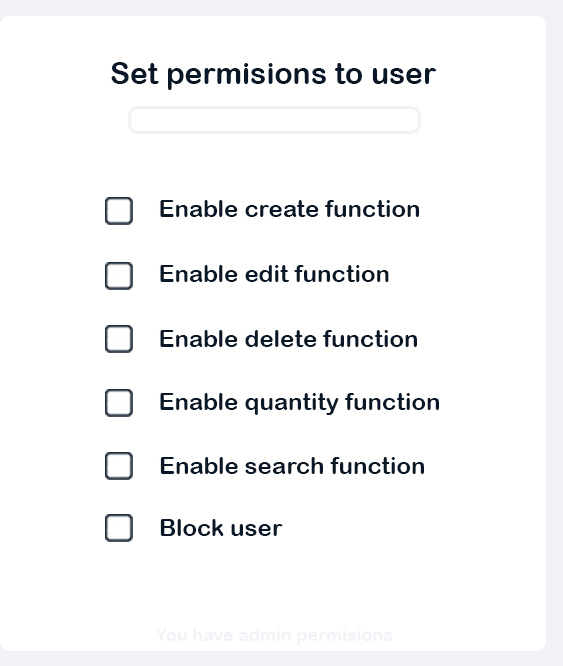 Set permisions to user
Enable create function
Enable edit function
Enable delete function
Enable quantity function
Enable search function
Block user
You have admin permisions